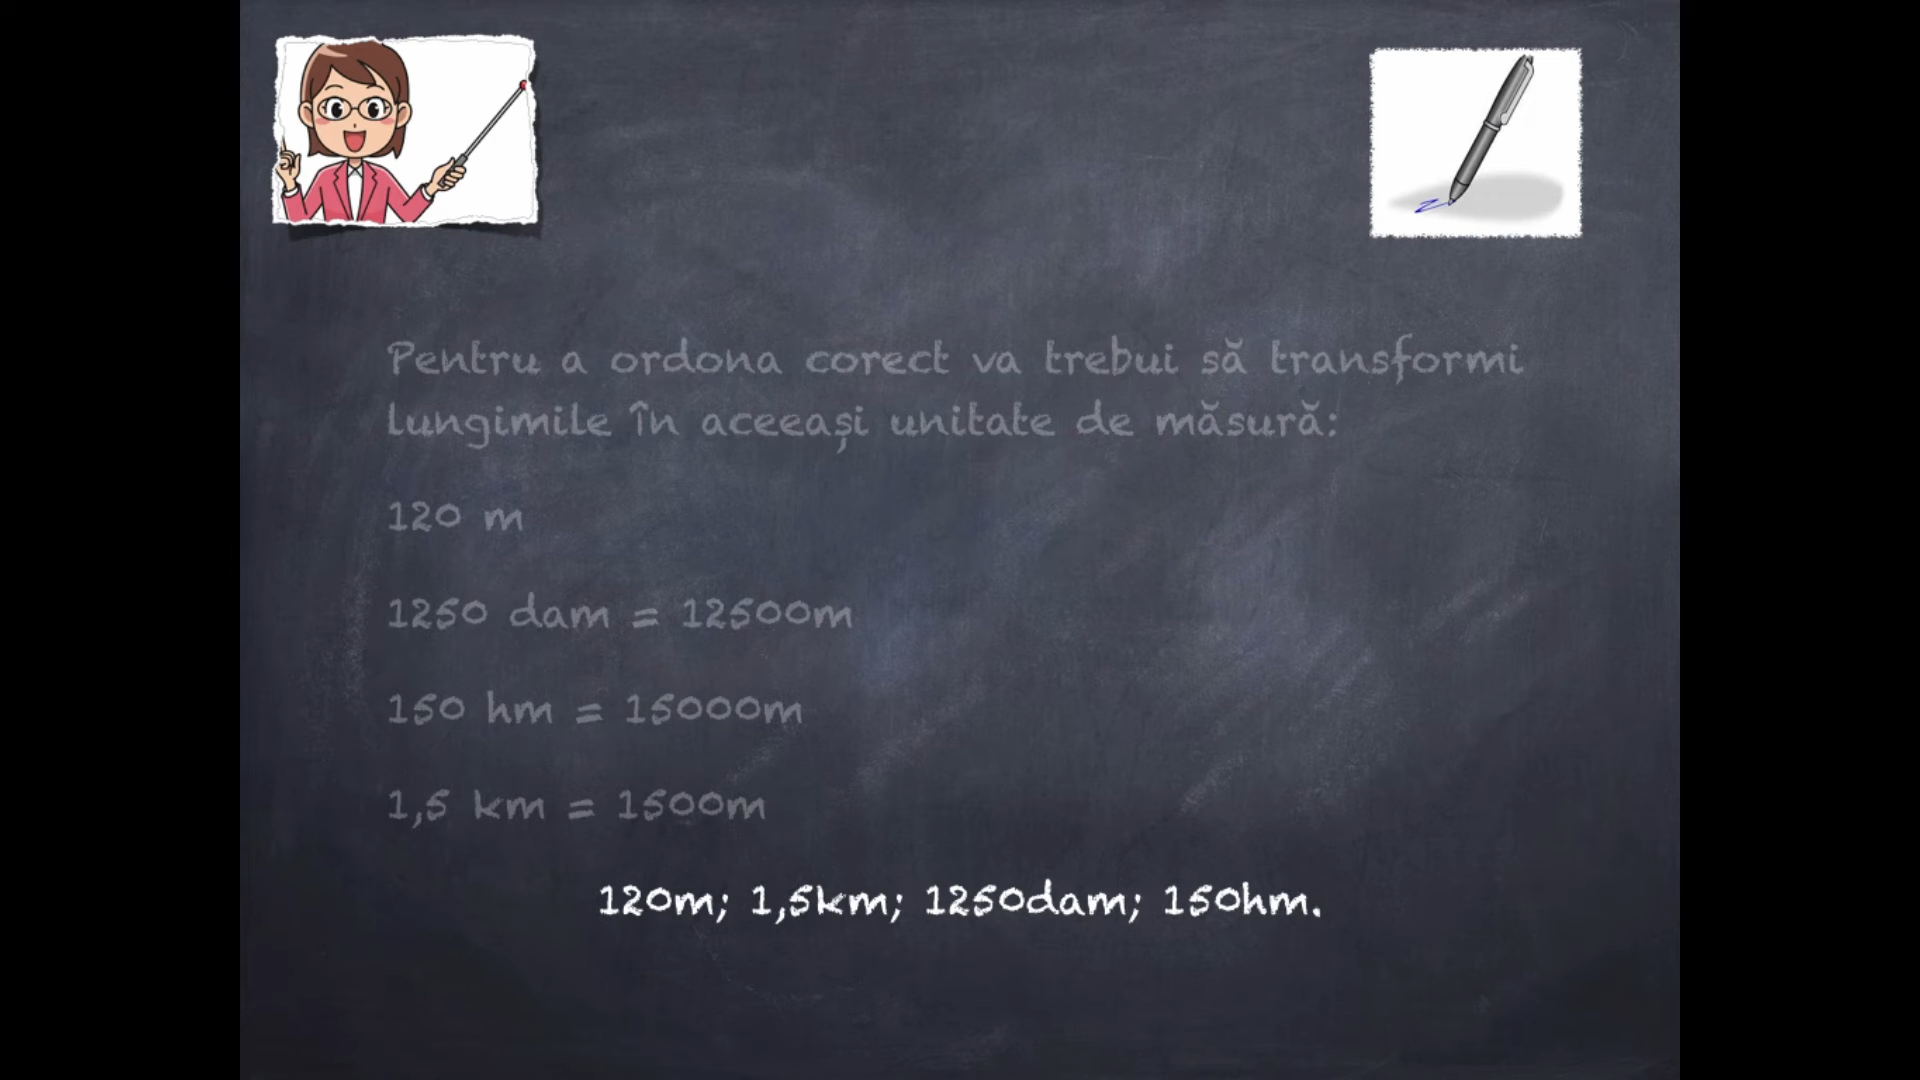 Pentru a ordona corect va trebui să transformi
lungimile în aceeași unitate de măsură:
120 m
1250 dam = 12500m
150 hm = 15000m
1,5 km = 1500m
120m; 1,5km; 1250dam; 150hm.